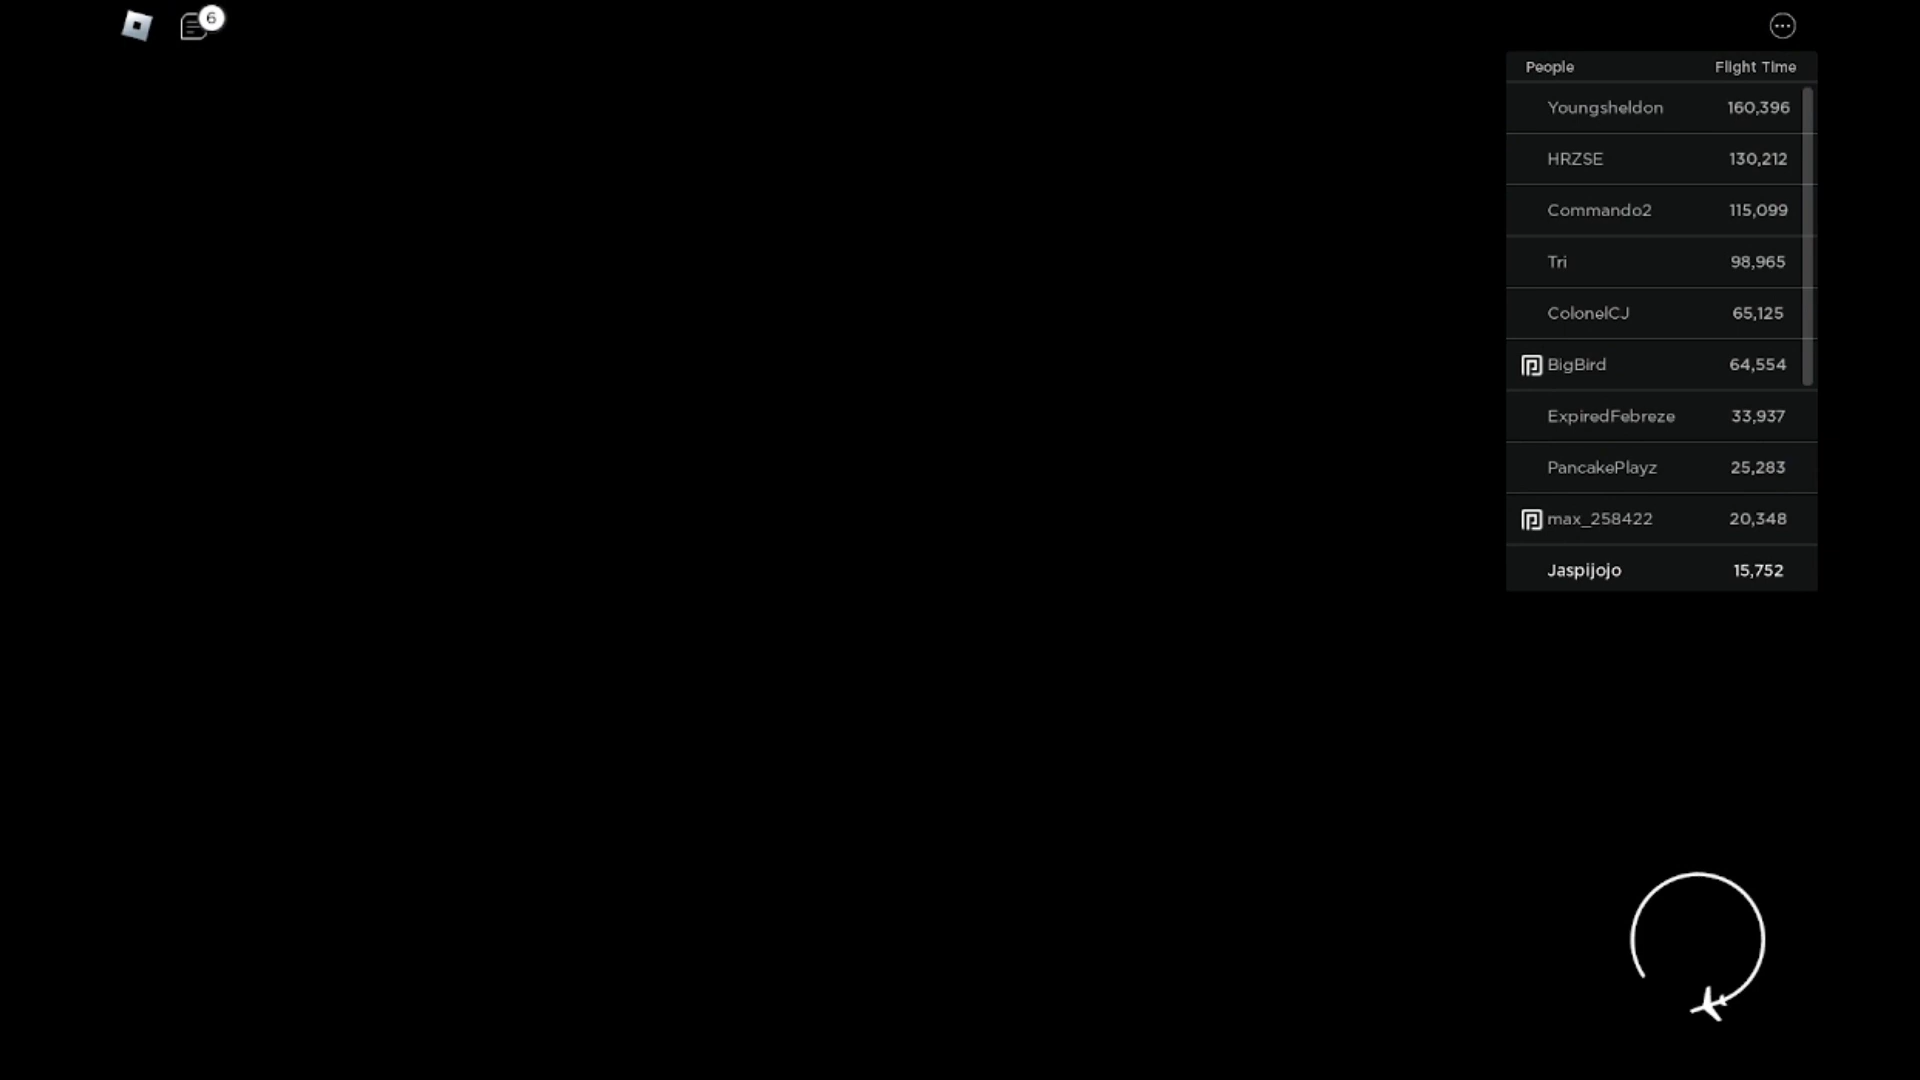 6
People Flight Time
Youngsheldon 160,396
HRZSE 130,212
Commando2 115,099
Tri 98,965
ColonelCJ 65,125
BigBird 64,554
ExpiredFebreze 33,937
PancakePlayz 25,283
max_258422 20,348
Jaspijojo 15,752